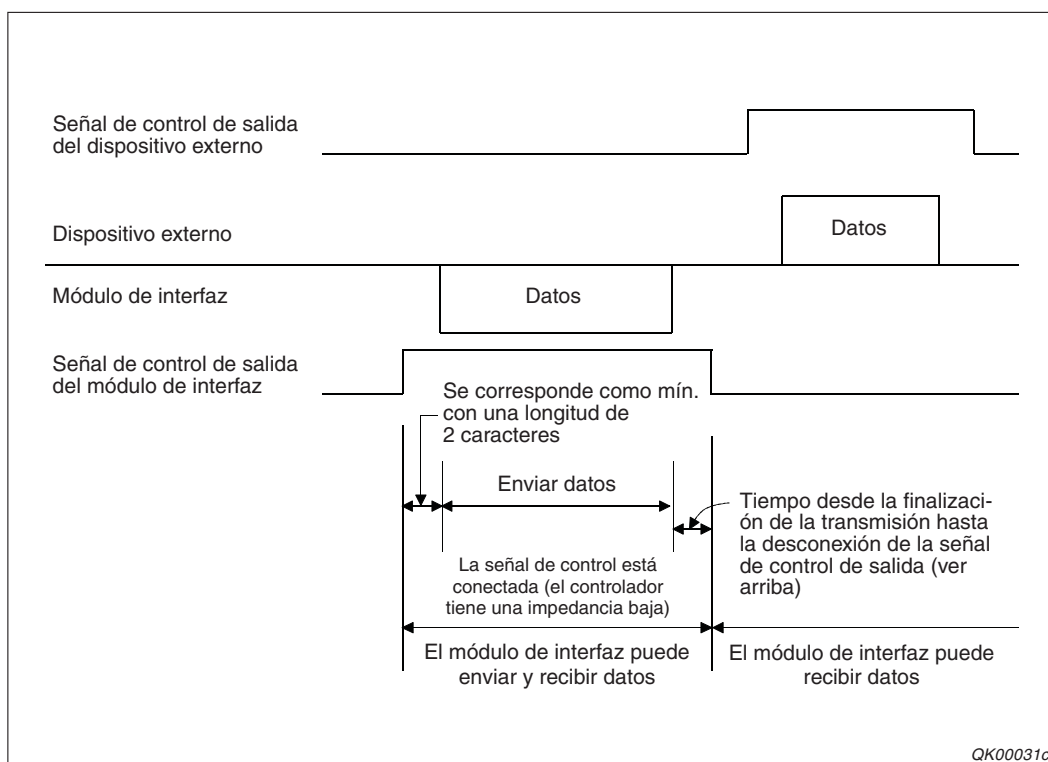 Señal de control de salida
del dispositivo externo
Dispositivo externo
Datos
Módulo de interfaz
Datos
Señal de control de salida
del módulo de interfaz
Se corresponde como mín.
con una longitud de
2 caracteres
Enviar datos
Tiempo desde la finalizaci-
ón de la transmisión hasta
la desconexión de la señal
de control de salida (ver
arriba)
La señal de control está
conectada (el controlador
tiene una impedancia baja)
El módulo de interfaz puede
enviar y recibir datos
El módulo de interfaz puede
recibir datos
QK00031c